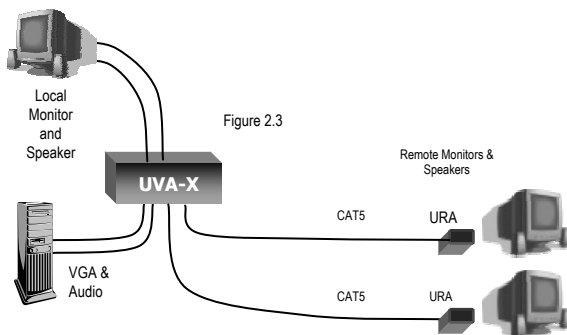 Local
Monitor
and
Speaker
Figure 2.3
Remote Monitors &
Speakers
UVA-X
CAT5
URA
VGA &
Audio
CAT5
URA